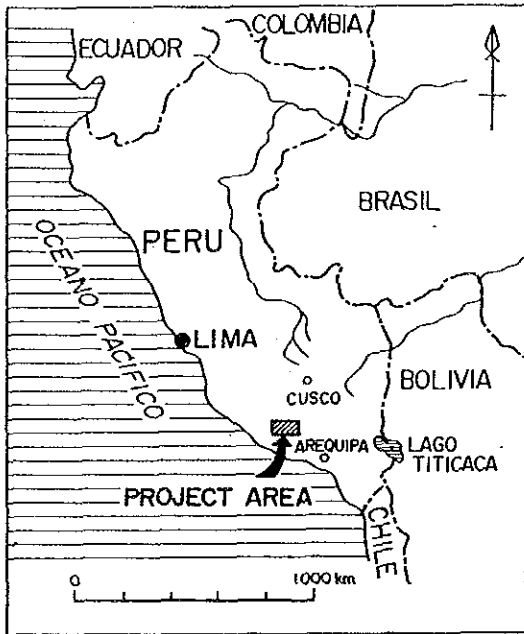 COLOMBIA
ECUADOR
BRASIL
PERU
OCEANO PACIFICO
LIMA
BOLIVIA
CUSCO
AREQUIPA
LAGO
TITICACA
PROJECT AREA
CHILE
0
1000 km